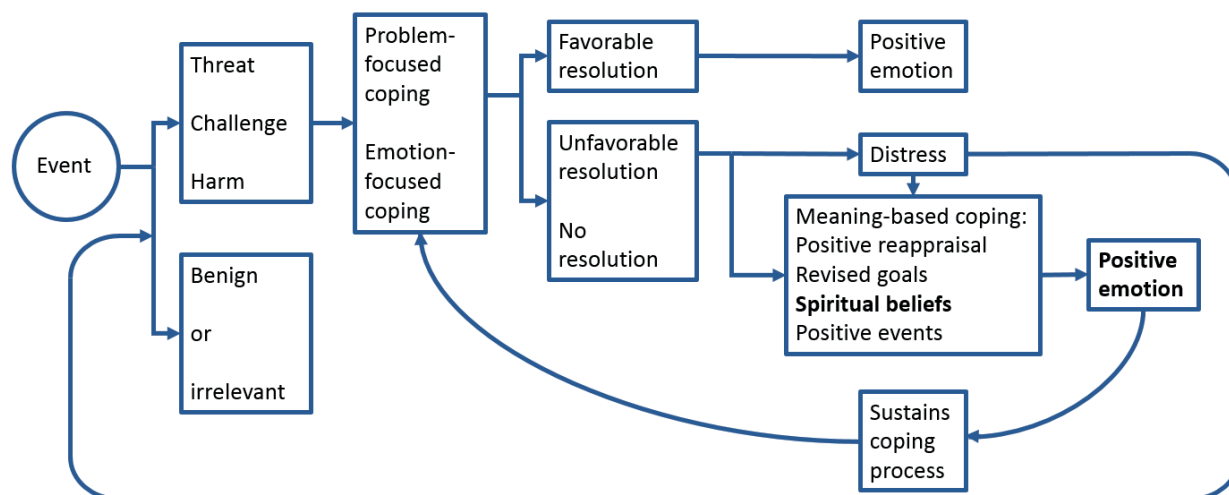 Event
Threat
Challenge
Harm
Benign
or
irrelevant
Problem-
focused
coping
Emotion-
focused
coping
Favorable
resolution
Positive
emotion
Unfavorable
resolution
No
resolution
Distress
Meaning-based coping:
Positive reappraisal
Revised goals
Spiritual beliefs
Positive events
Positive
emotion
Sustains
coping
process